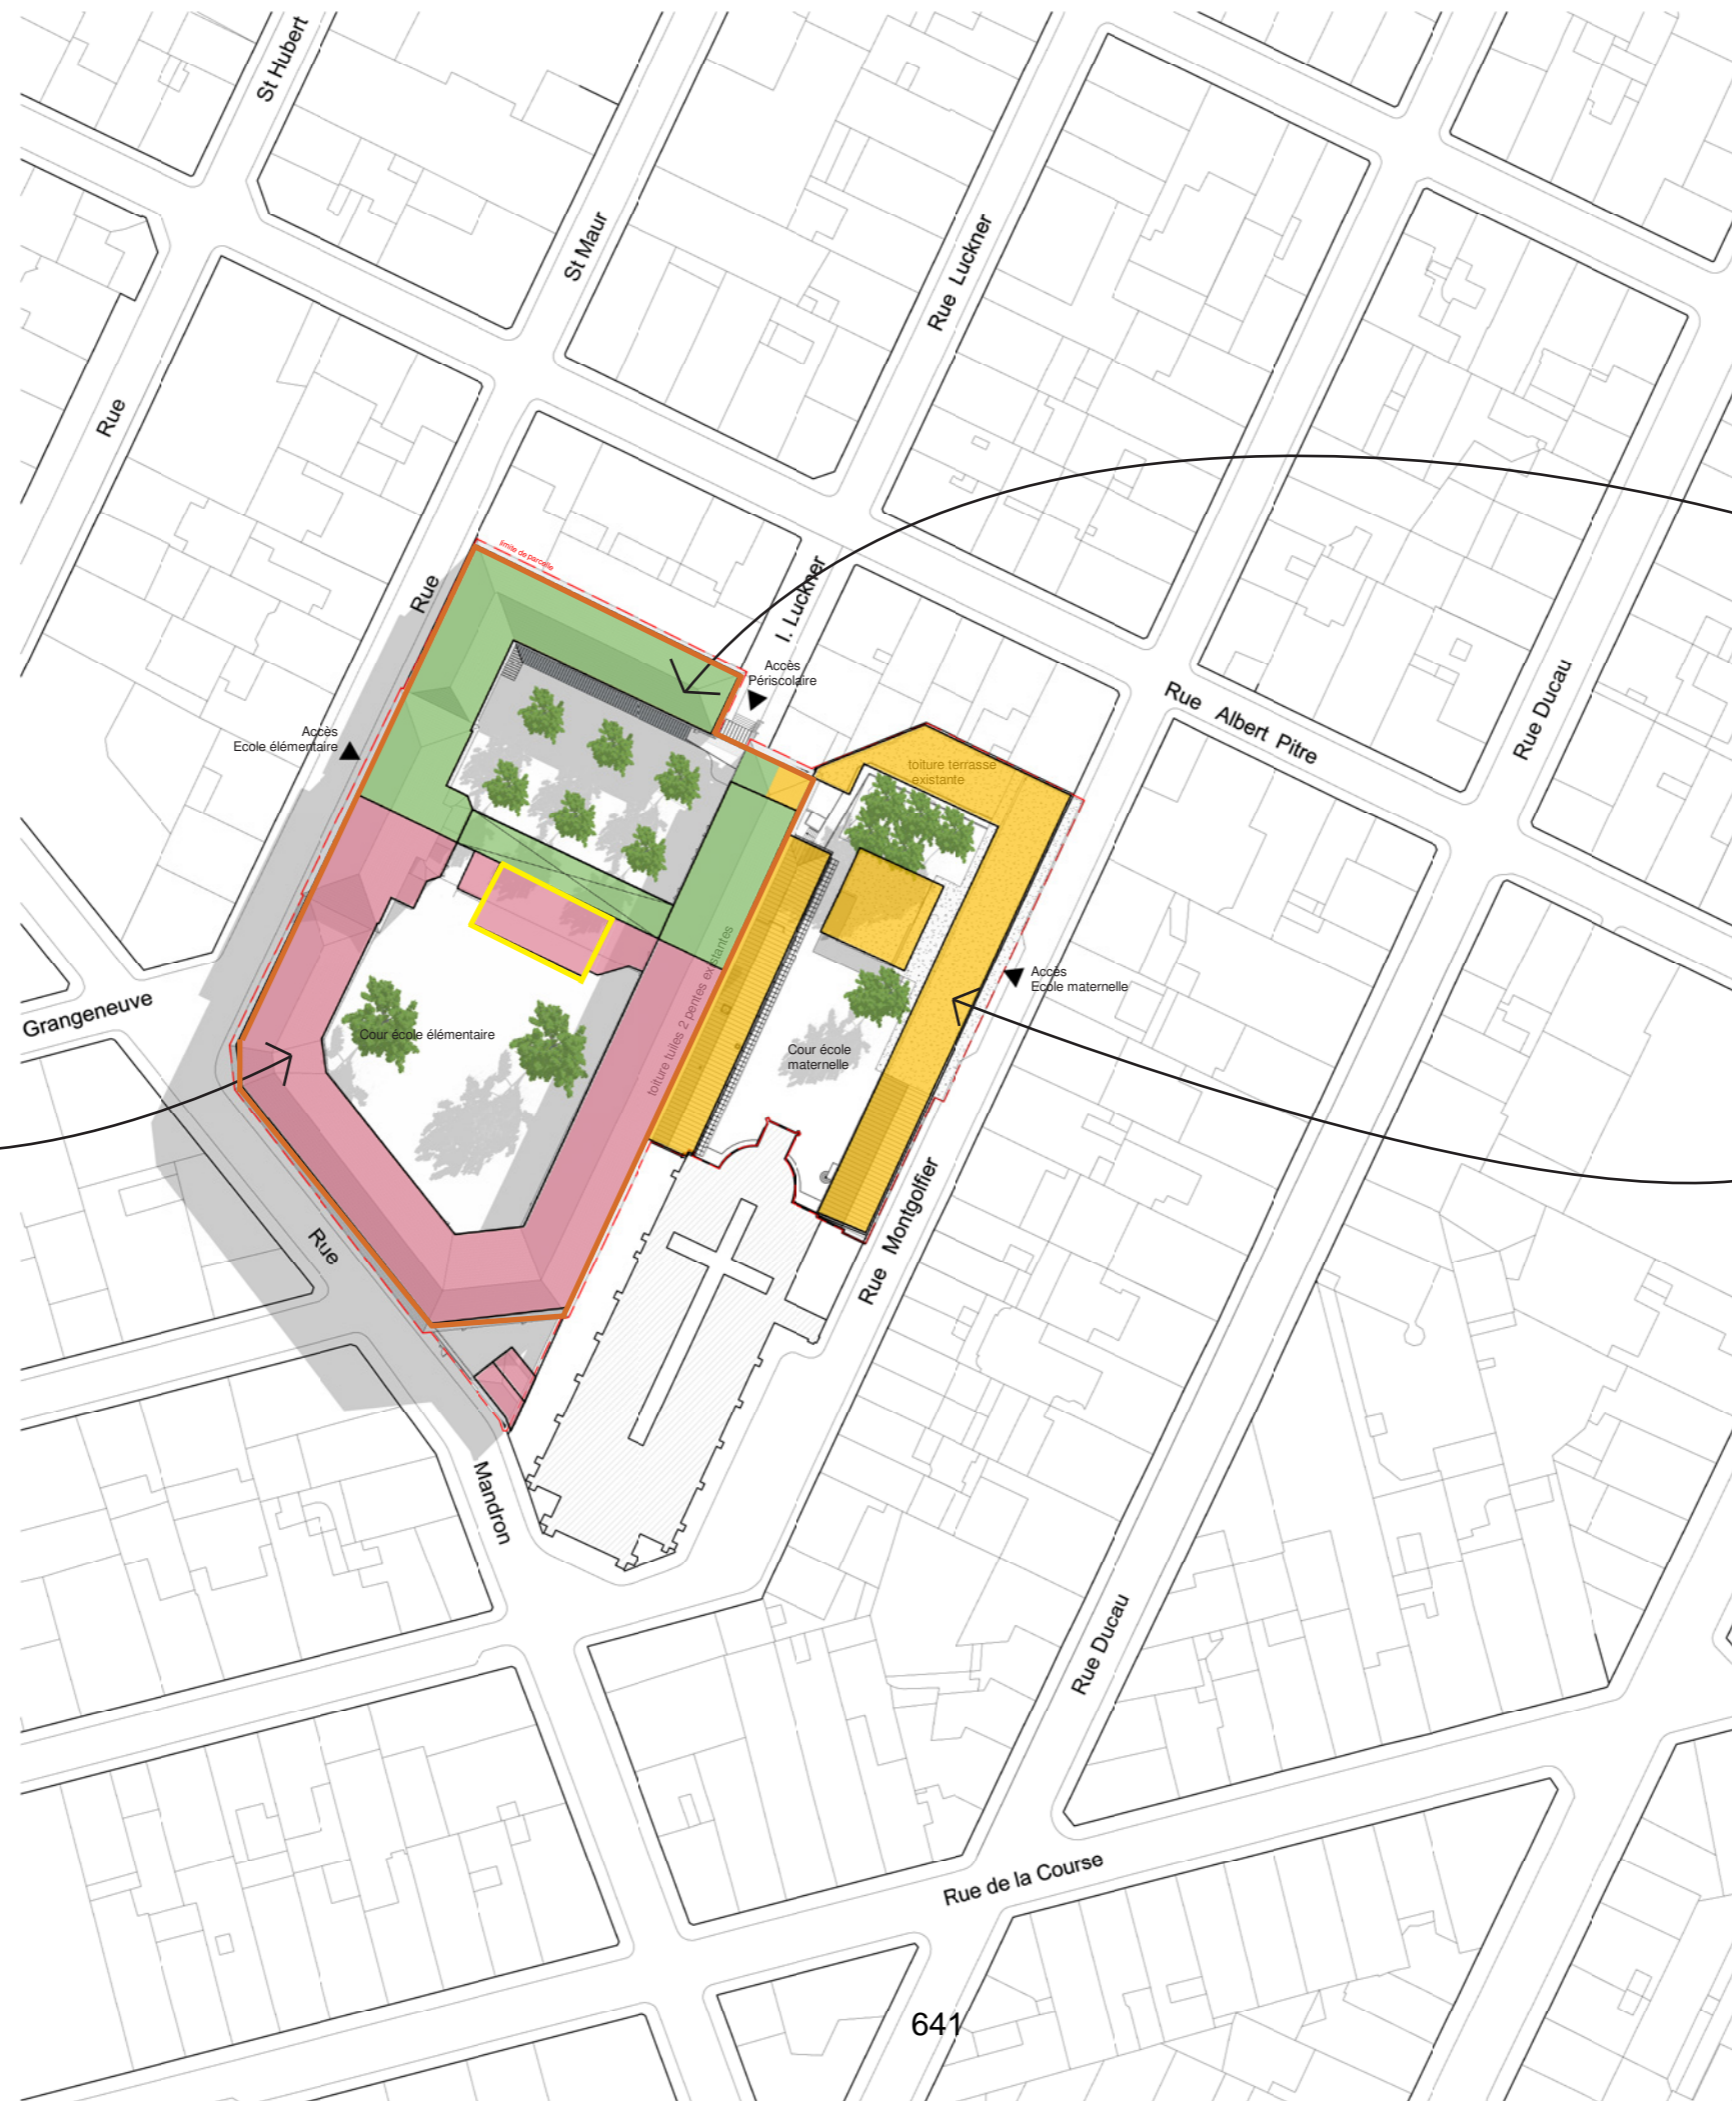 St Hubert
St Maur
Rue Luckner
Rue
limite de parcelle
Rue
I. Luckner
Accès
Périscolaire
Rue Albert Pitre
Rue Ducau
Accès
Ecole élémentaire
toiture terrasse
existante
Accès
Ecole maternelle
Grangeneuve
toiture tuiles 2 pentes existantes
Cour école élémentaire
Cour école
maternelle
Rue
Rue Montgolfier
Mandron
Rue Ducau
Rue de la Course
641